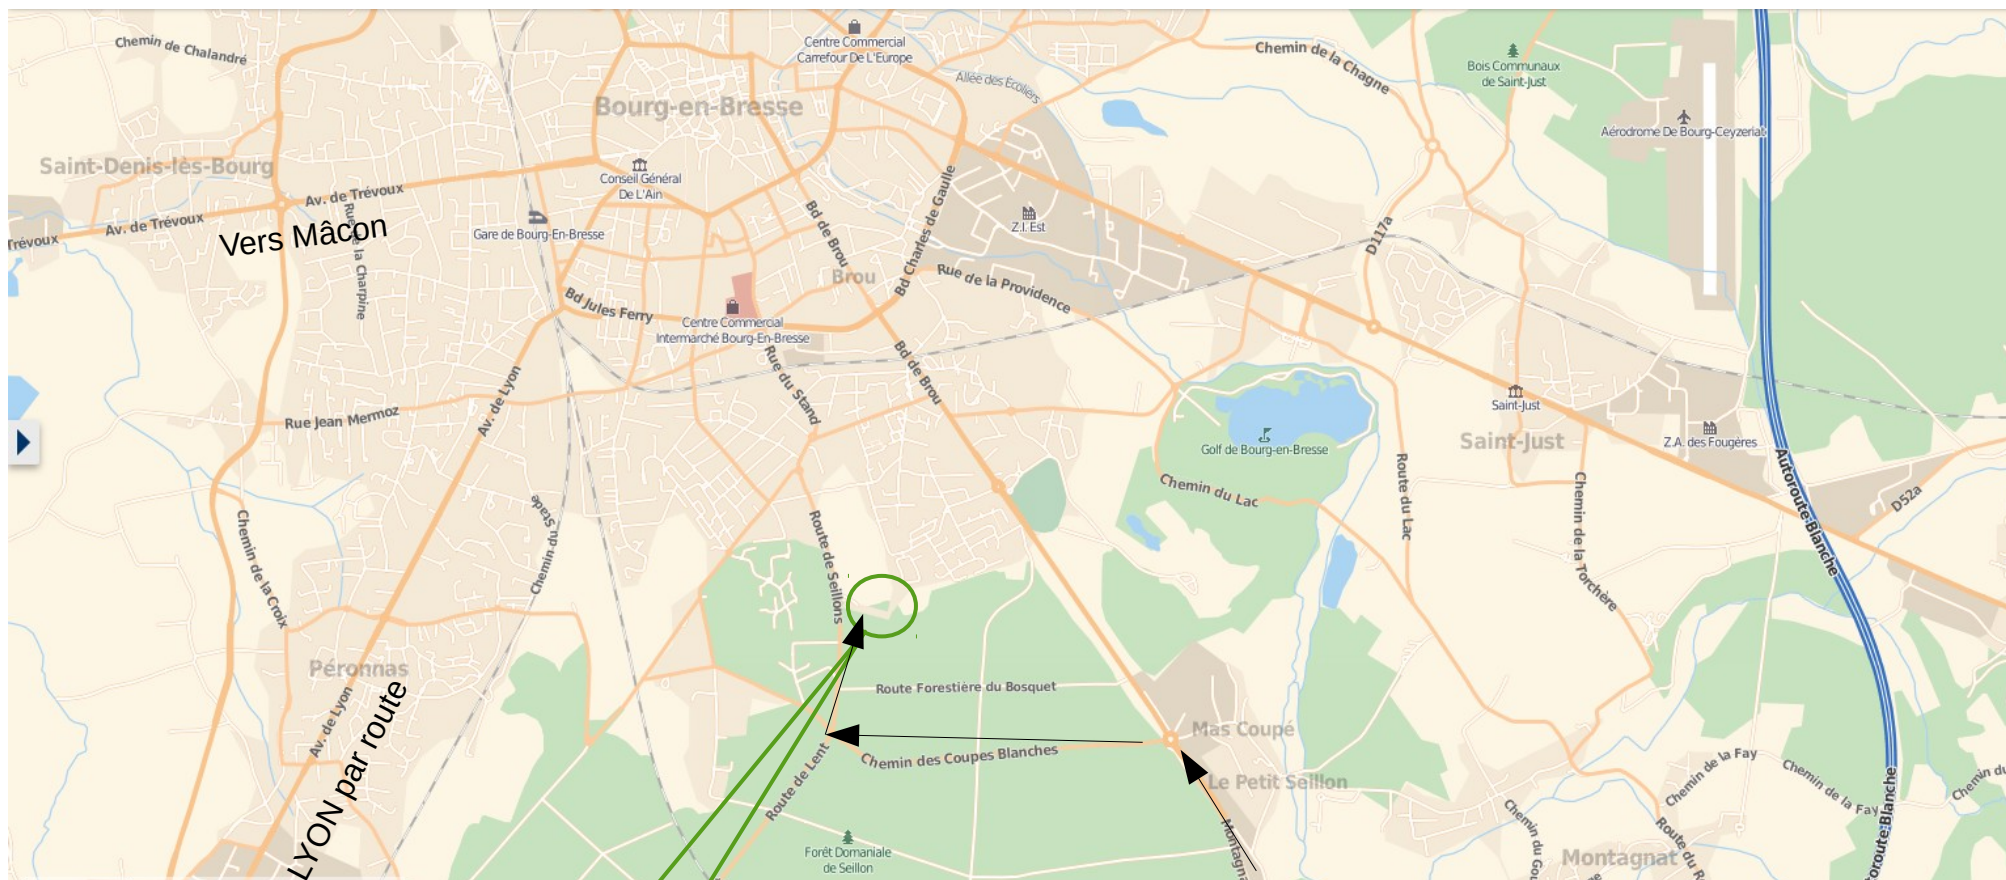 Chemin de Chalandré
Centre Commercial
Carrefour De L'Europe
Chemin de la Chagne
Bois Communaux
de Saint-Just
Allée des Écoliers
Bourg-en-Bresse
Aérodrome De Bourg-Ceyzeriat
Saint-Denis-lès-Bourg
Conseil Général
De L'Ain
Av. de Trévoux
Av. de Trévoux
Trévoux
Rue de la Charpine
Vers Mâcon
Gare de Bourg-En-Bresse
Bd de Brou
Bd Charles de Gaulle
Z.I. Est
D117a
Brou
Rue de la Providence
Bd Jules Ferry
Centre Commercial
Intermarché Bourg-En-Bresse
Rue du Stand
Bd de Brou
Av. de Lyon
Rue Jean Mermoz
Saint-Just
Saint-Just
Z.A. des Fougères
Golf de Bourg-en-Bresse
Chemin du Lac
Route du Lac
Chemin de la Torchère
Autoroute Blanche
D52a
Chemin de la Croix
Chemin du Stade
Route de Seillons
Péronnas
Av. de Lyon
LYON par route
Route Forestière du Bosquet
Mas Coupé
Chemin des Coupes Blanches
Route de Lent
Le Petit Seillon
Chemin de la Fay
Chemin de la Fay
Chemin du
Forêt Domaniale
de Seillon
Montagna
Montagnat
Route du R
oroute Blanche